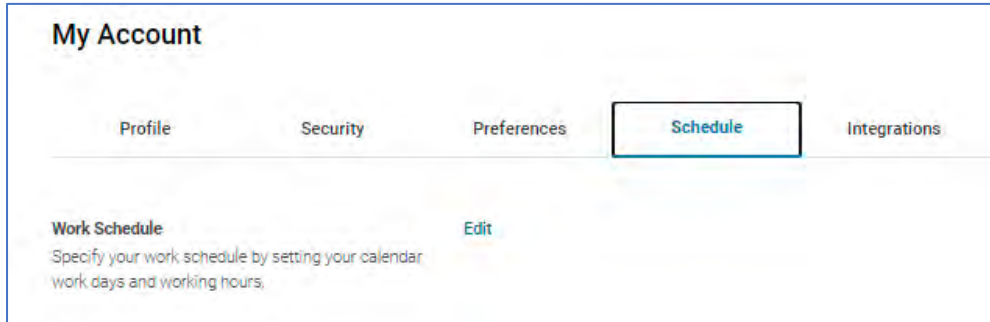 My Account
Profile Security Preferences Schedule Integrations
Work Schedule Edit
Specify your work schedule by setting your calendar
work days and working hours.